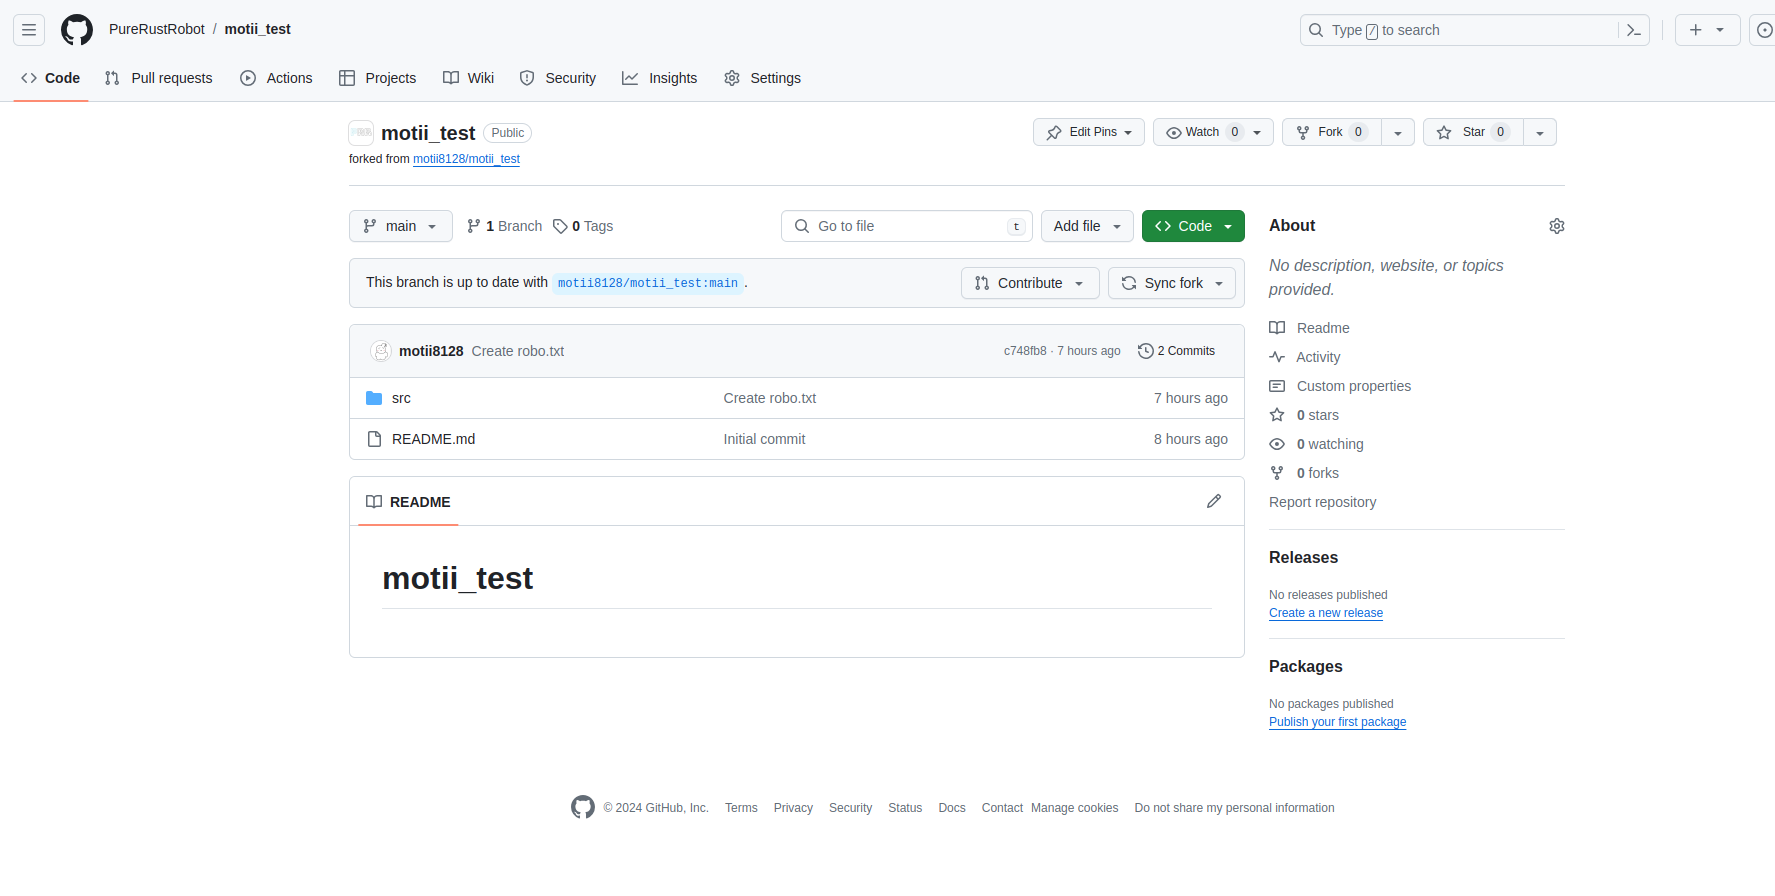 PureRustRobot / motii_test
Type / to search
Code Pull requests Actions Projects Wiki Security Insights Settings
motii_test Public
Edit Pins Watch 0 Fork 0 Star 0
forked from motii8128/motii_test
main 1 Branch 0 Tags Go to file t Add file Code
This branch is up to date with motii8128/motii_test:main .
Contribute Sync fork
motii8128 Create robo.txt c748fb8 · 7 hours ago 2 Commits
src Create robo.txt 7 hours ago
README.md Initial commit 8 hours ago
README
motii_test
About
No description, website, or topics
provided.
Readme
Activity
Custom properties
0 stars
0 watching
0 forks
Report repository
Releases
No releases published
Create a new release
Packages
No packages published
Publish your first package
© 2024 GitHub, Inc. Terms Privacy Security Status Docs Contact Manage cookies Do not share my personal information